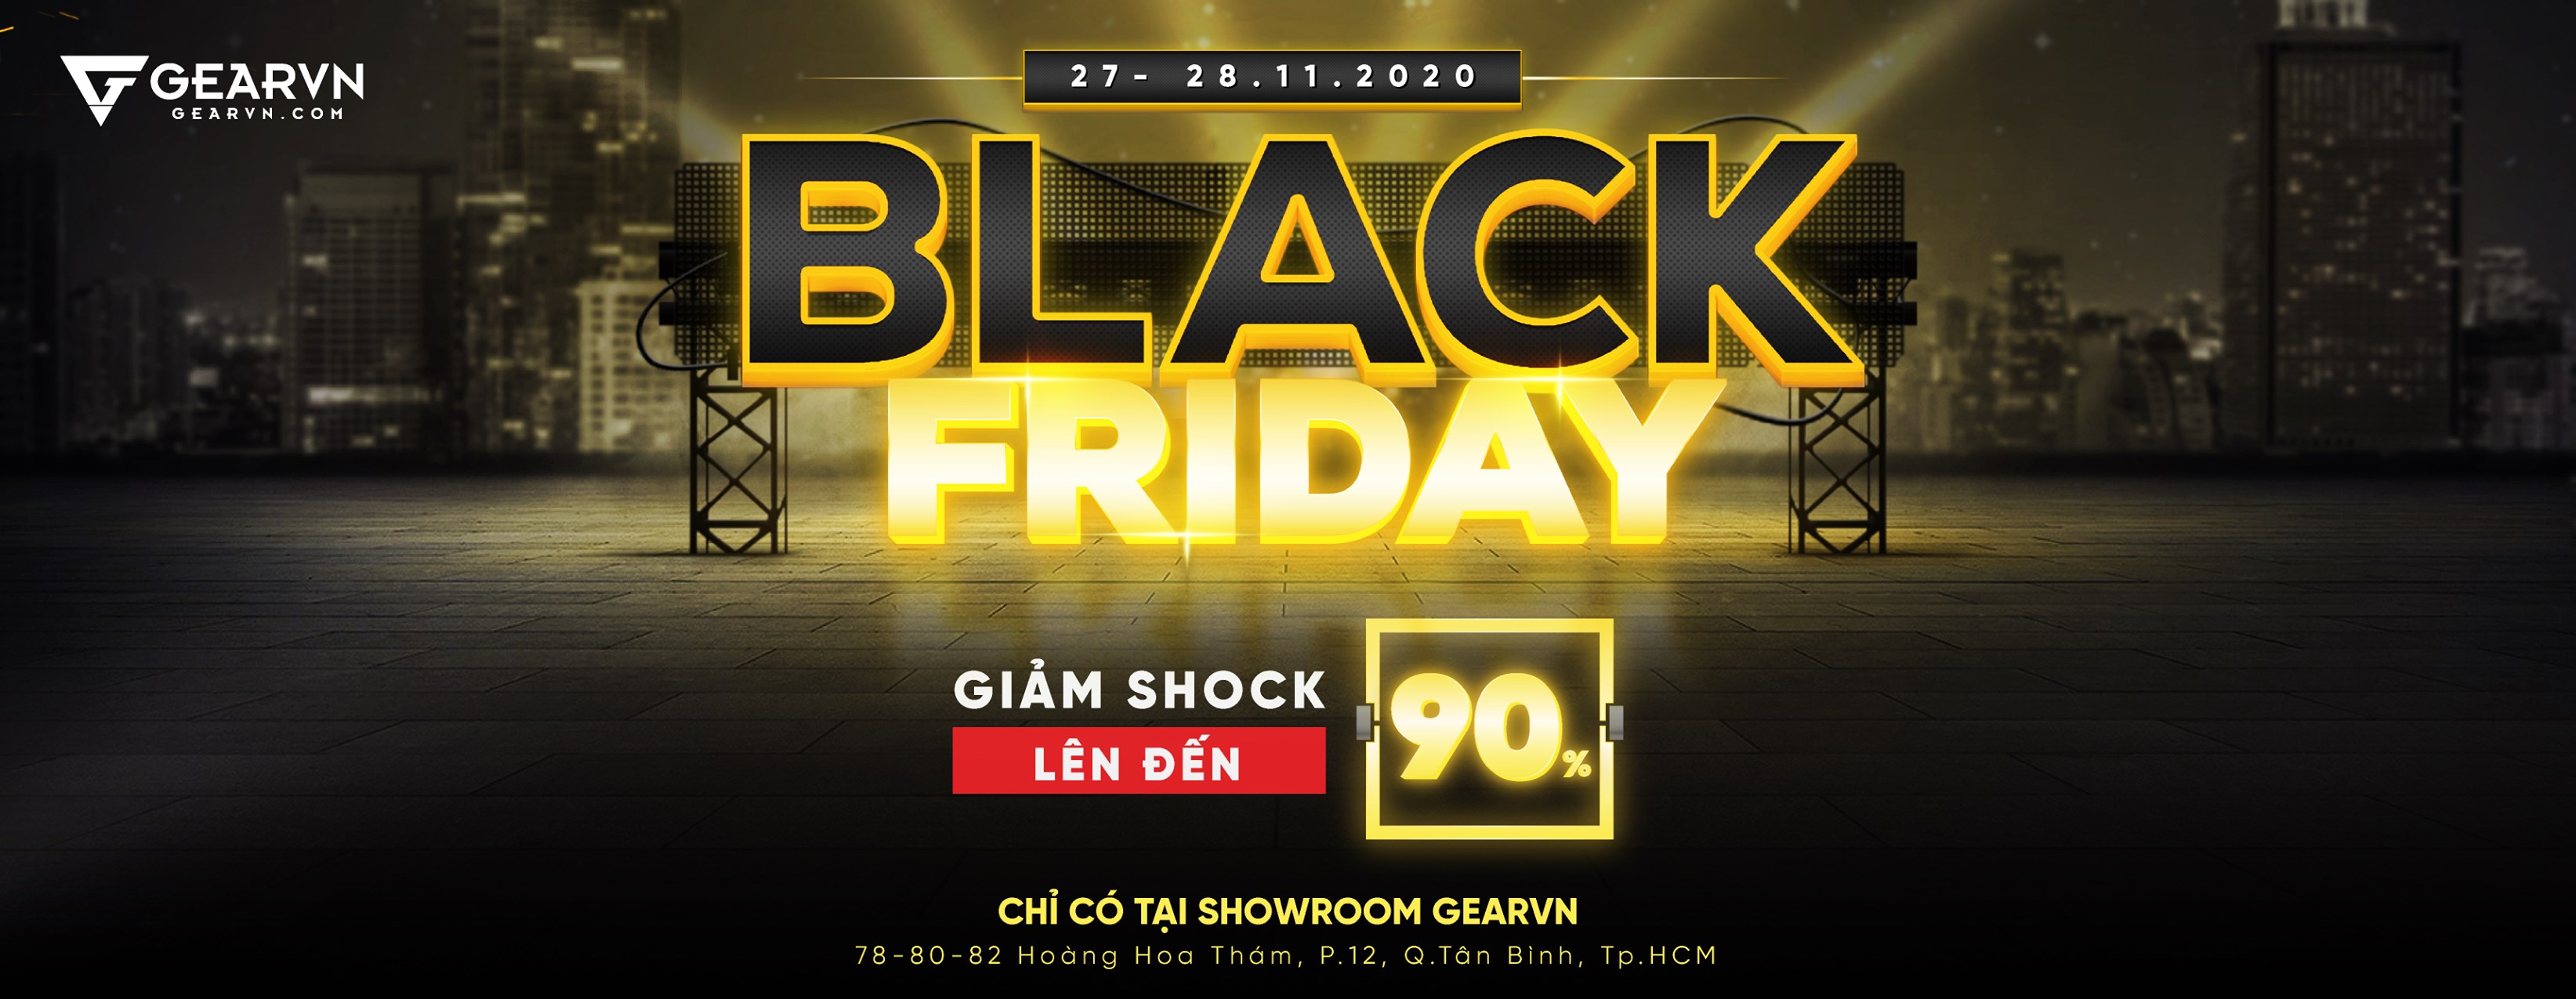 GEARVN
GEARVN.COM
27- 28.11.2020
BLACK
FRIDAY
GIẢM SHOCK
LÊN ĐẾN
90%
CHỈ CÓ TẠI SHOWROOM GEARVN
78-80-82 Hoàng Hoa Thám, P.12, Q.Tân Bình, Tp.HCM